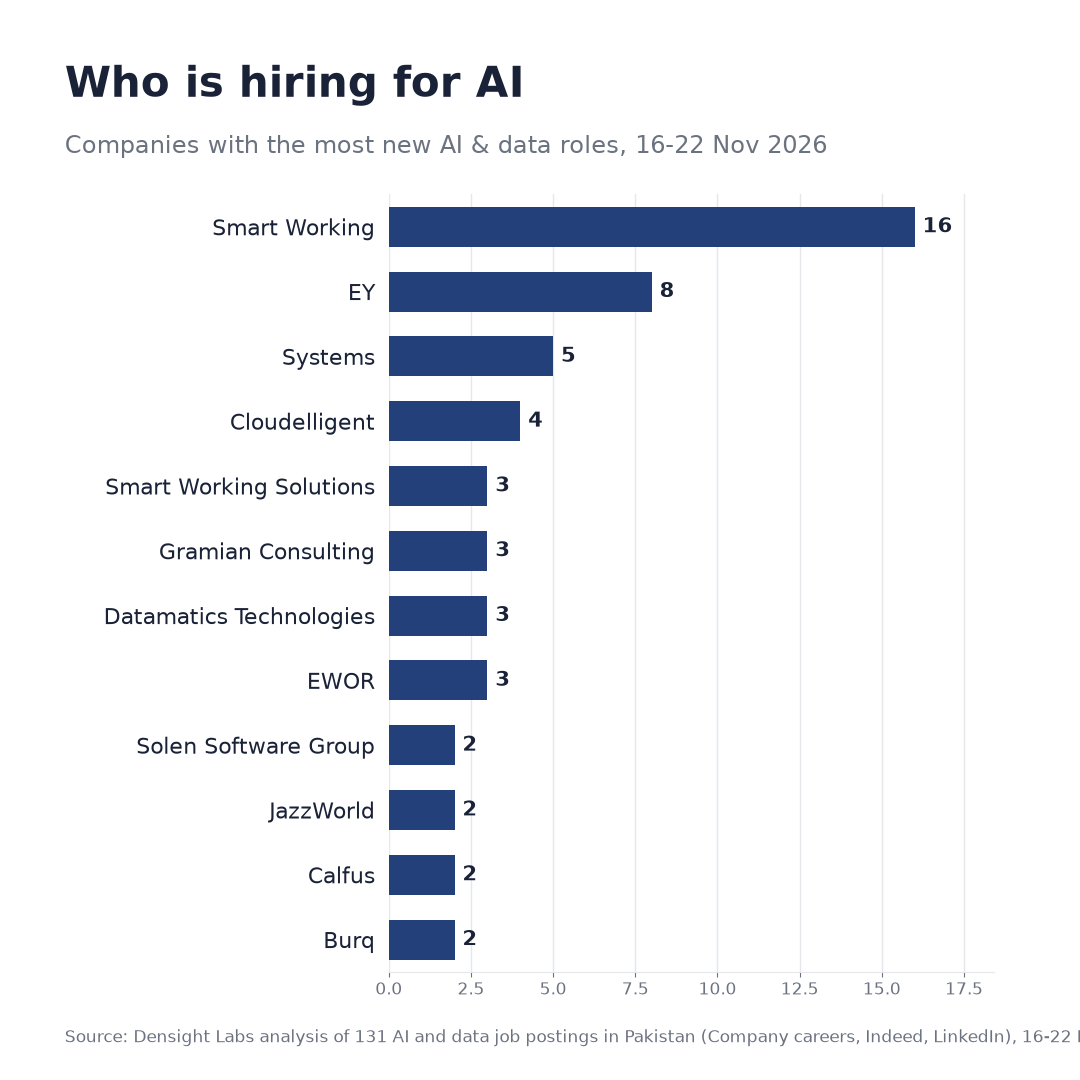 Who is hiring for AI
Companies with the most new AI & data roles, 16-22 Nov 2026
Smart Working 16
EY 8
Systems 5
Cloudelligent 4
Smart Working Solutions 3
Gramian Consulting 3
Datamatics Technologies 3
EWOR 3
Solen Software Group 2
JazzWorld 2
Calfus 2
Burq 2
0.0 2.5 5.0 7.5 10.0 12.5 15.0 17.5
Source: Densight Labs analysis of 131 AI and data job postings in Pakistan (Company careers, Indeed, LinkedIn), 16-22